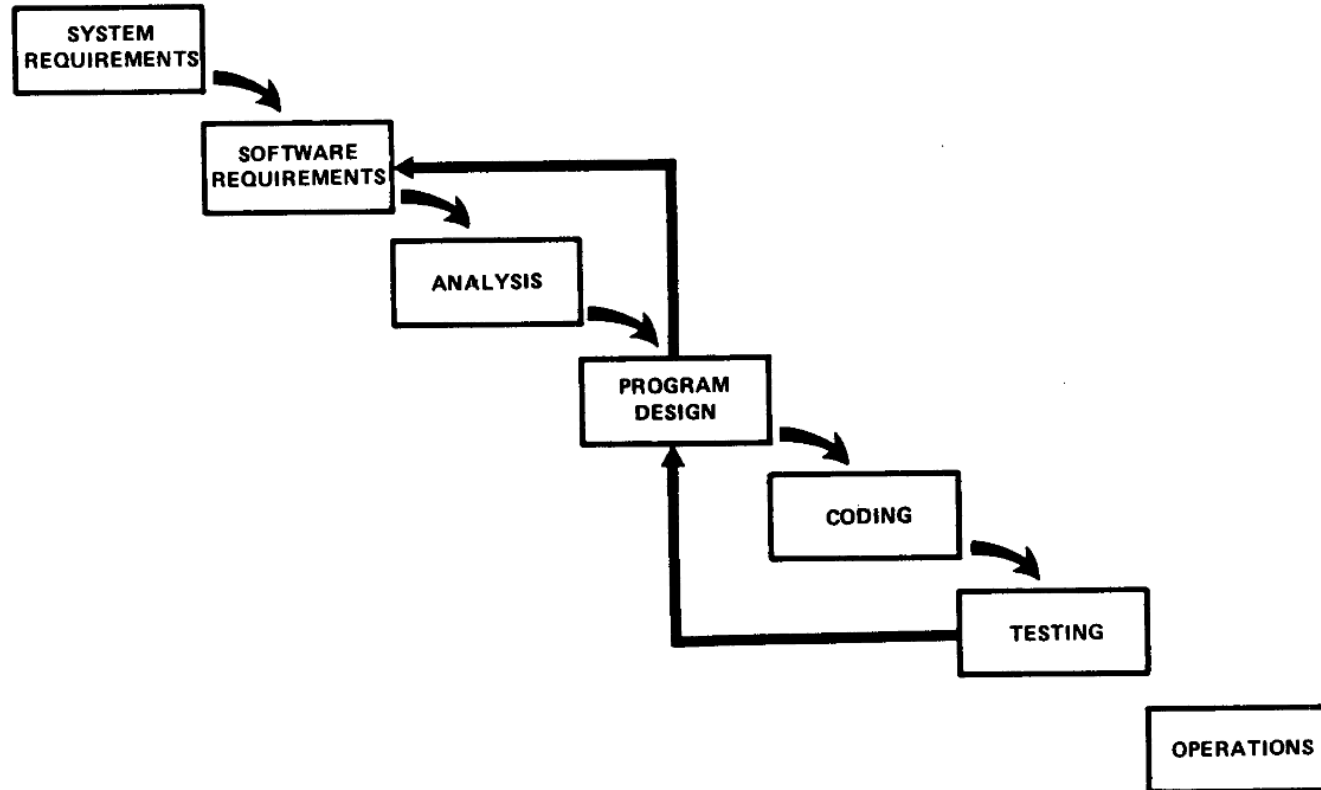 SYSTEM
REQUIREMENTS
SOFTWARE
REQUIREMENTS
ANALYSIS
PROGRAM
DESIGN
CODING
TESTING
OPERATIONS